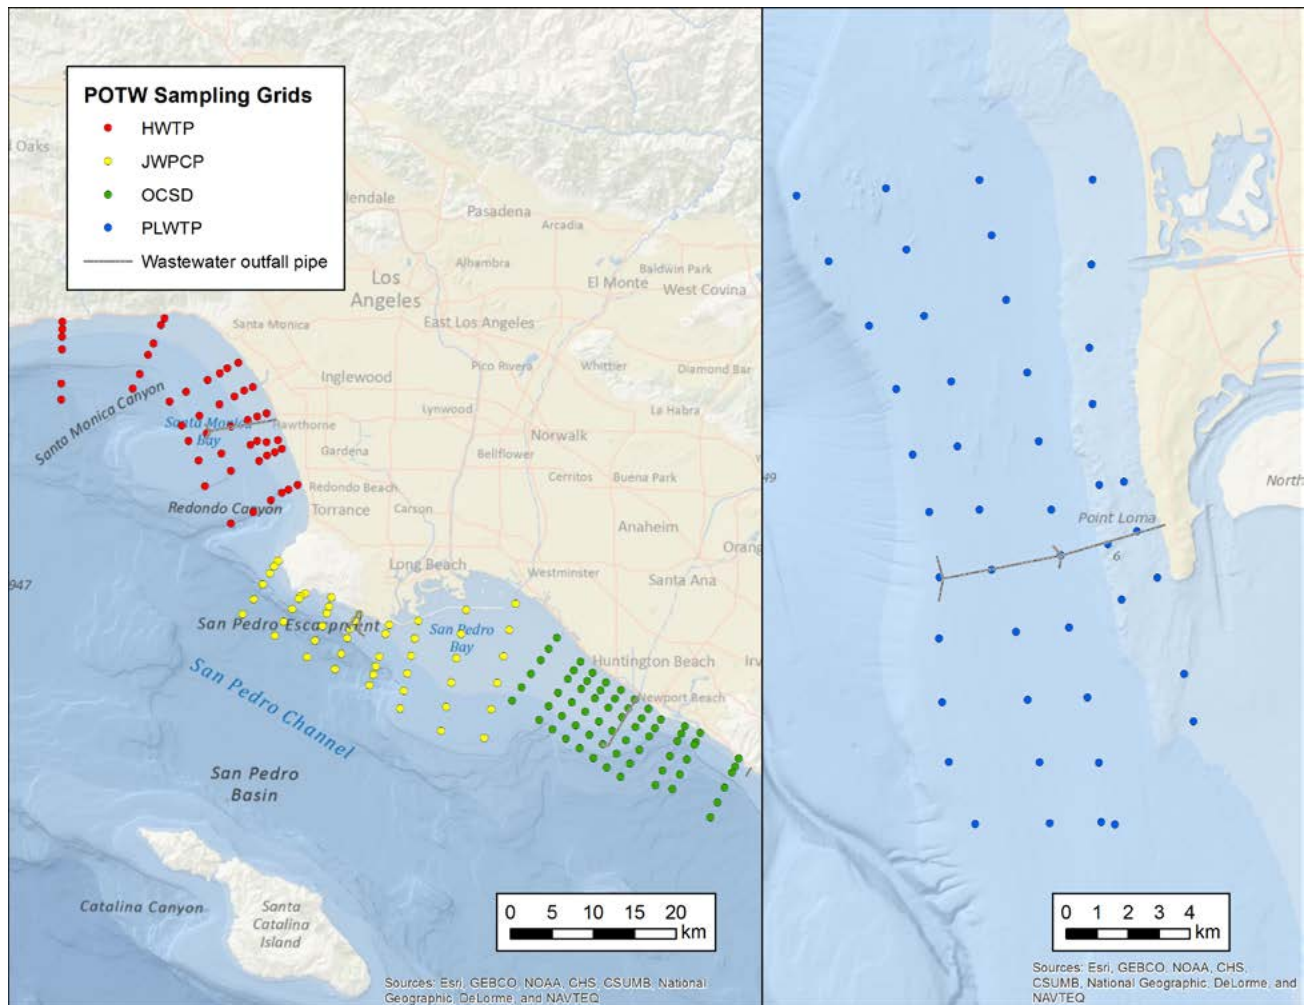 POTW Sampling Grids
HWTP
JWPCP
OCSD
PLWTP
Wastewater outfall pipe
d Oaks
lendale
Pasadena
Arcadia
Los
Angeles
Alhambra
El Monte
Baldwin Park
West Covina
Santa Monica
East Los Angeles
Pico Rivera
Whittier
Diamond Bar
Inglewood
Santa Monica Canyon
Santa Monica
Bay
Hawthorne
Lynwood
Norwalk
La Habra
Gardena
Bellflower
Cerritos
Buena Park
Redondo Beach
Redondo Canyon
Torrance
Carson
Anaheim
Orang
947
Long Beach
Westminster
Santa Ana
San Pedro Escarpment
San Pedro
Bay
Huntington Beach
Irv
Newport Beach
San Pedro Channel
San Pedro
Basin
Catalina Canyon
Santa
Catalina
Island
0 5 10 15 20
km
Sources: Esri, GEBCO, NOAA, CHS, CSUMB, National
Geographic, DeLorme, and NAVTEQ
49
North
Point Loma
6
0 1 2 3 4
km
Sources: Esri, GEBCO, NOAA, CHS,
CSUMB, National Geographic, DeLorme, and
NAVTEQ